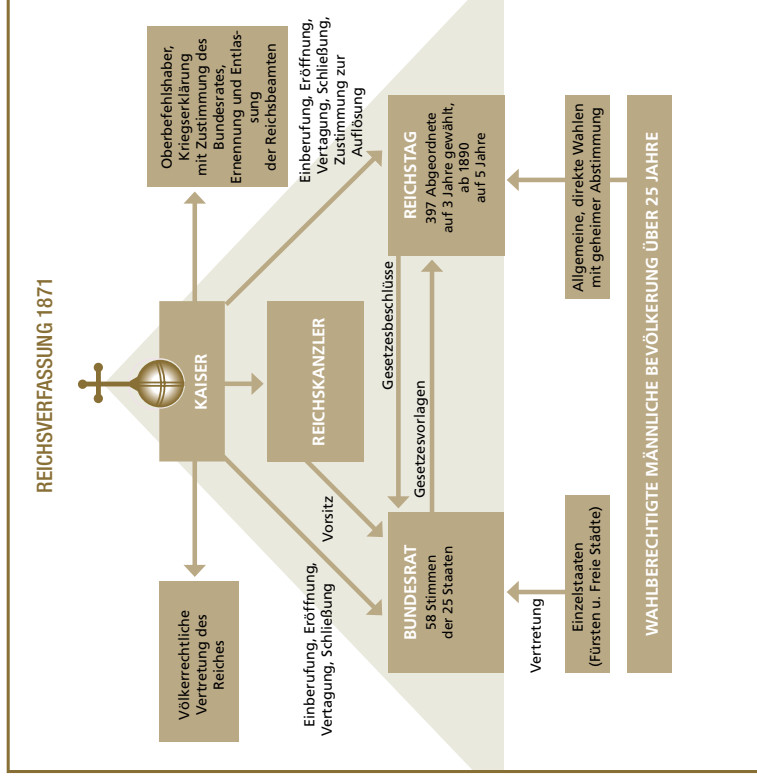 REICHSVERFASSUNG 1871
Völkerrechtliche
Vertretung des
Reiches
KAISER
Oberbefehlshaber,
Kriegserklärung
mit Zustimmung des
Bundesrates,
Ernennung und Entlas-
sung
der Reichsbeamten
Einberufung, Eröffnung,
Vertagung, Schließung
REICHSKANZLER
Einberufung, Eröffnung,
Vertagung, Schließung,
Zustimmung zur
Auflösung
Vorsitz
BUNDESRAT
58 Stimmen
der 25 Staaten
Gesetzesbeschlüsse
Gesetzesvorlagen
REICHSTAG
397 Abgeordnete
auf 3 Jahre gewählt,
ab 1890
auf 5 Jahre
Vertretung
Einzelstaaten
(Fürsten u. Freie Städte)
Allgemeine, direkte Wahlen
mit geheimer Abstimmung
WAHLBERECHTIGTE MÄNNLICHE BEVÖLKERUNG ÜBER 25 JAHRE